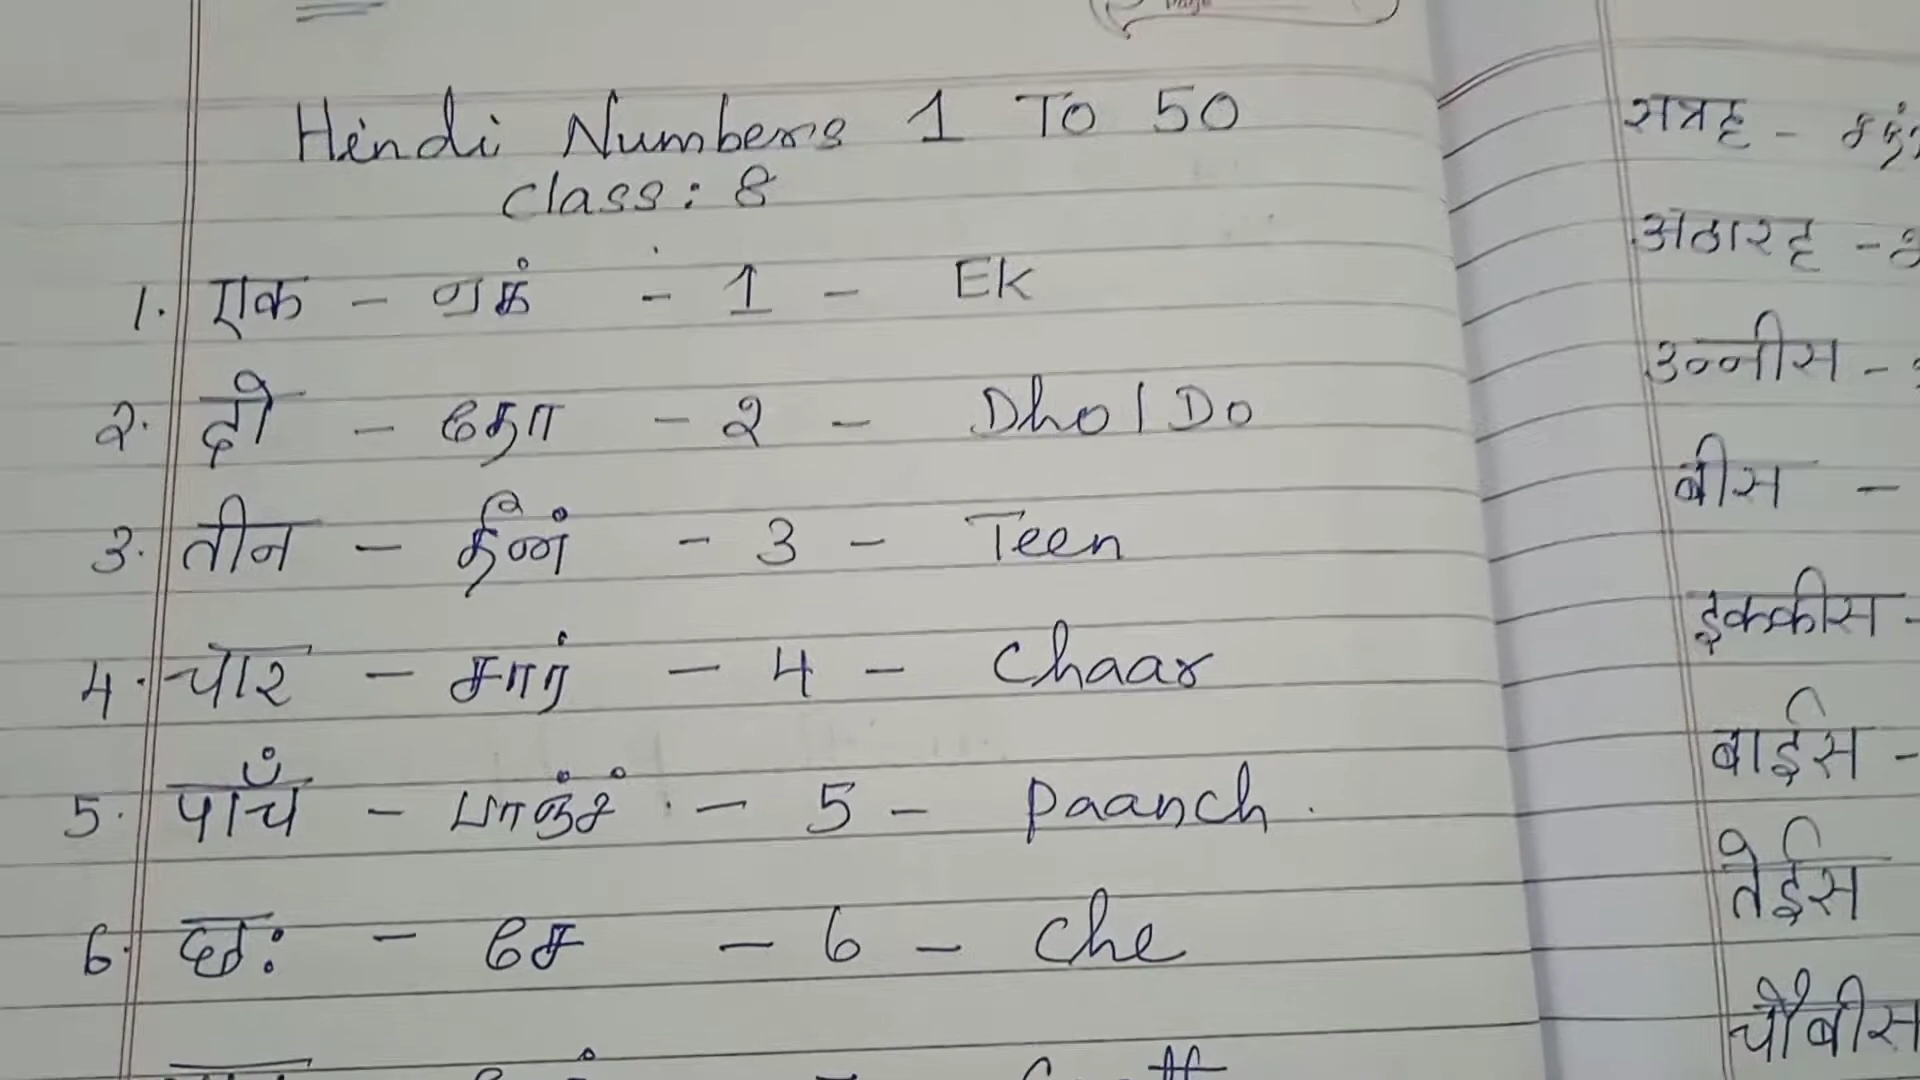 Hindi Numbers 1 To 50
class: 8
1. एक - ஏக் - 1 - Ek
2. दो - தோ - 2 - Dho/Do
3. तीन - தீன் - 3 - Teen
4. चार - சார் - 4 - Chaar
5. पाँच - பாஞ்ச் - 5 - paanch.
6. छः - சே - 6 - che
सत्रह -
अठारह -
उन्नीस -
बीस -
इक्कीस -
बाईस -
तेईस
चौबीस